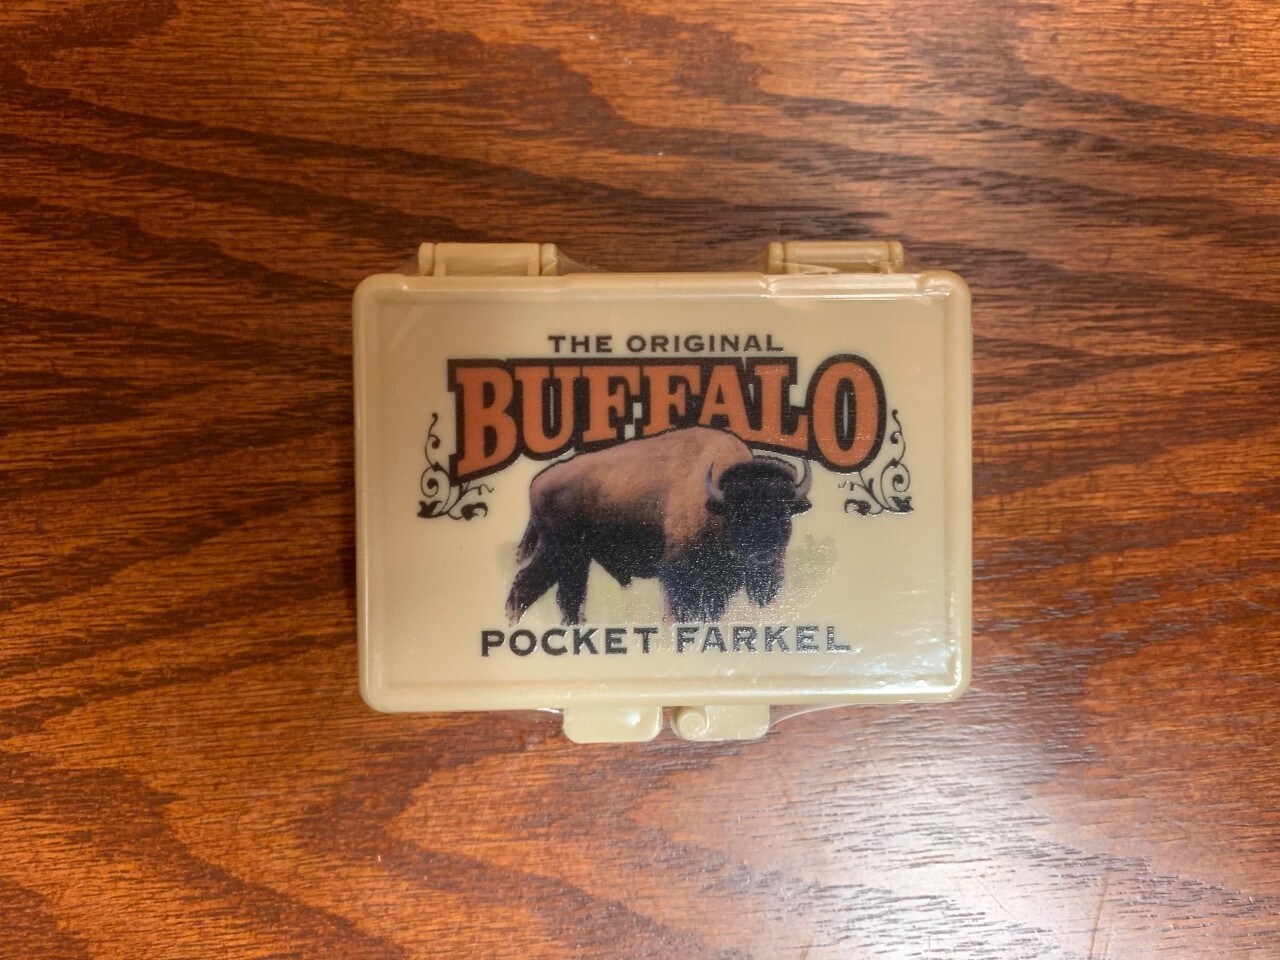 THE ORIGINAL
BUFFALO
POCKET FARKEL